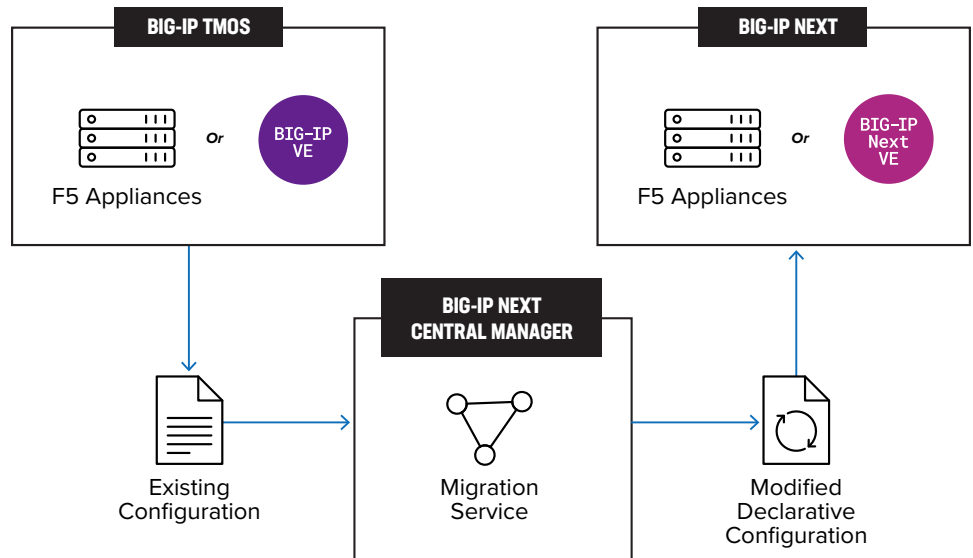 BIG-IP TMOS
Or
BIG-IP
VE
F5 Appliances
BIG-IP NEXT
Or
BIG-IP
Next
VE
F5 Appliances
BIG-IP NEXT
CENTRAL MANAGER
Existing
Configuration
Migration
Service
Modified
Declarative
Configuration